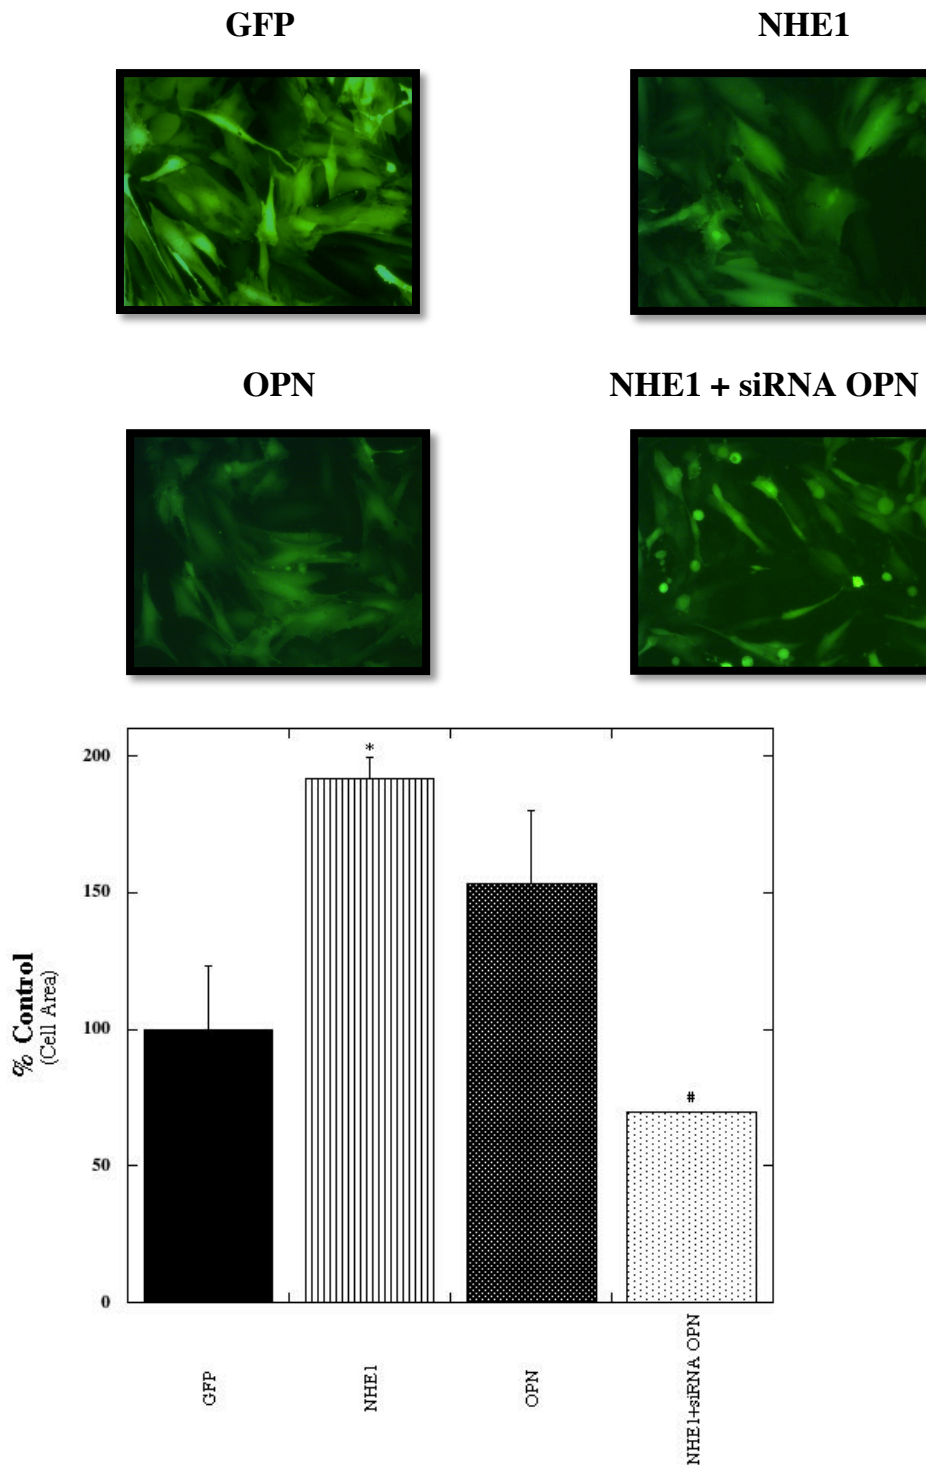 GFP
NHE1
OPN
NHE1 + siRNA OPN
200
150
100
50
0
% Control
(Cell Area)
*
#
GFP
NHE1
OPN
NHE1+siRNA OPN